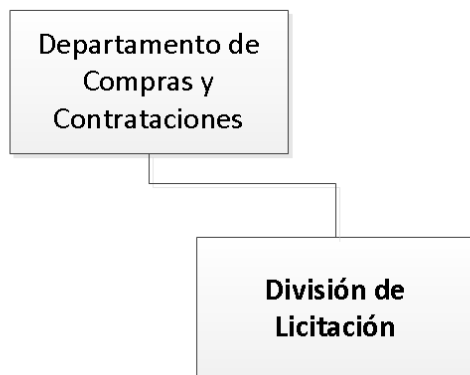 Departamento de
Compras y
Contrataciones
División de
Licitación